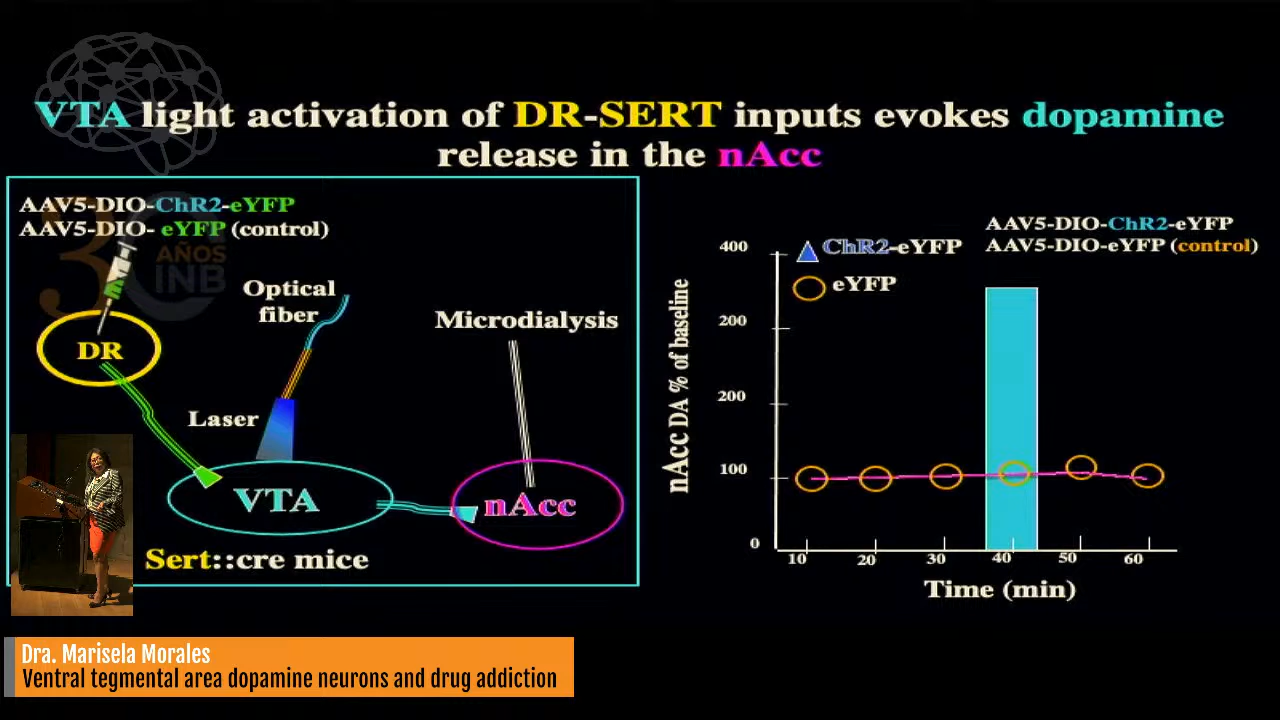 VTA light activation of DR-SERT inputs evokes dopamine
release in the nAcc
AAV5-DIO-ChR2-eYFP
AAV5-DIO- eYFP (control)
AÑOS
INB
Optical
fiber
Microdialysis
DR
Laser
VTA
nAcc
Sert::cre mice
AAV5-DIO-ChR2-eYFP
AAV5-DIO-eYFP (control)
ChR2-eYFP
eYFP
nAcc DA % of baseline
400
200
200
100
0
10 20 30 40 50 60
Time (min)
Dra. Marisela Morales
Ventral tegmental area dopamine neurons and drug addiction